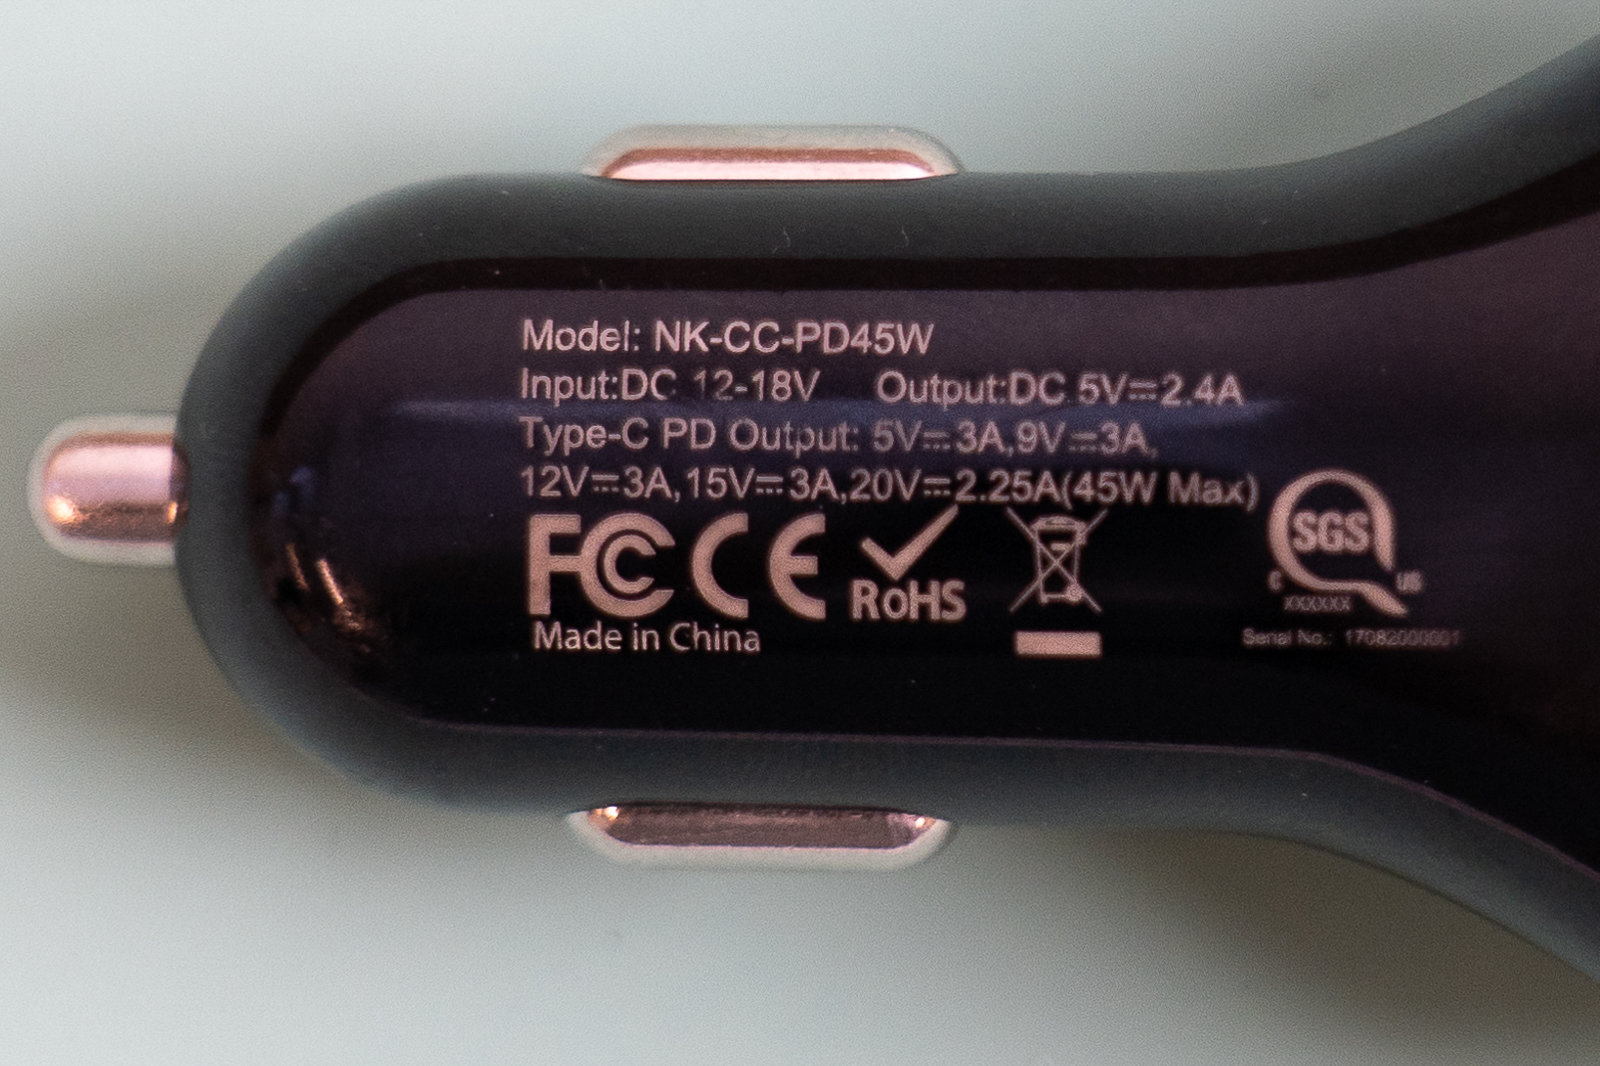 Model: NK-CC-PD45W
Input:DC 12-18V Output:DC 5V⎓2.4A
Type-C PD Output: 5V⎓3A,9V⎓3A,
12V⎓3A,15V⎓3A,20V⎓2.25A(45W Max)
FC CE RoHS
SGS
C US
XXXXXX
Made in China
Serial No.: 17082000001